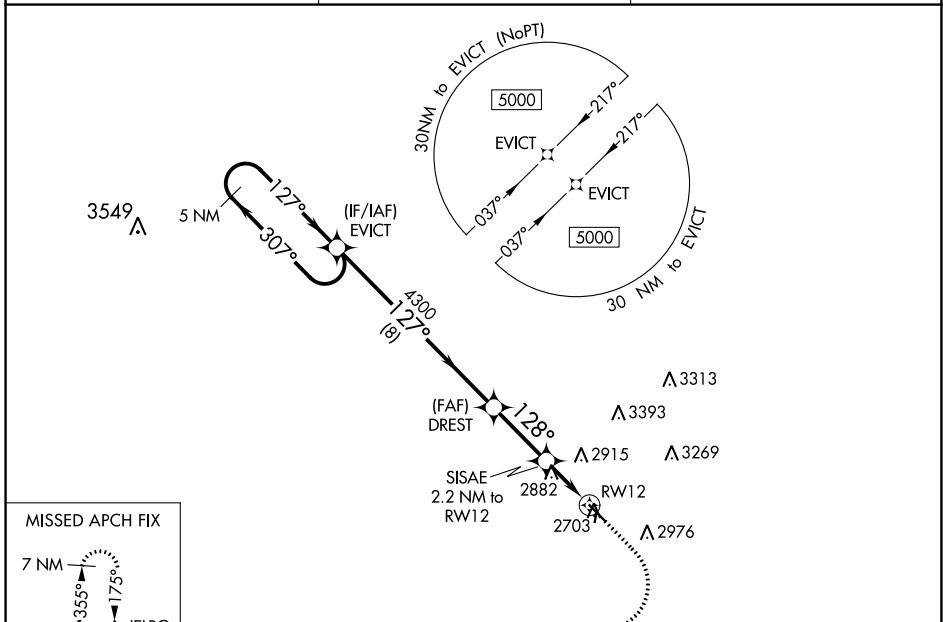 30NM to EVICT (NoPT)
5000
217°
EVICT
037°
217°
EVICT
037°
5000
30 NM to EVICT
3549
5 NM
127°
307°
(IF/IAF)
EVICT
4300
127°
(8)
(FAF)
DREST
128°
3313
3393
2915
3269
SISAE
2.2 NM to
RW12
2882
RW12
2703
2976
MISSED APCH FIX
7 NM
355°
175°